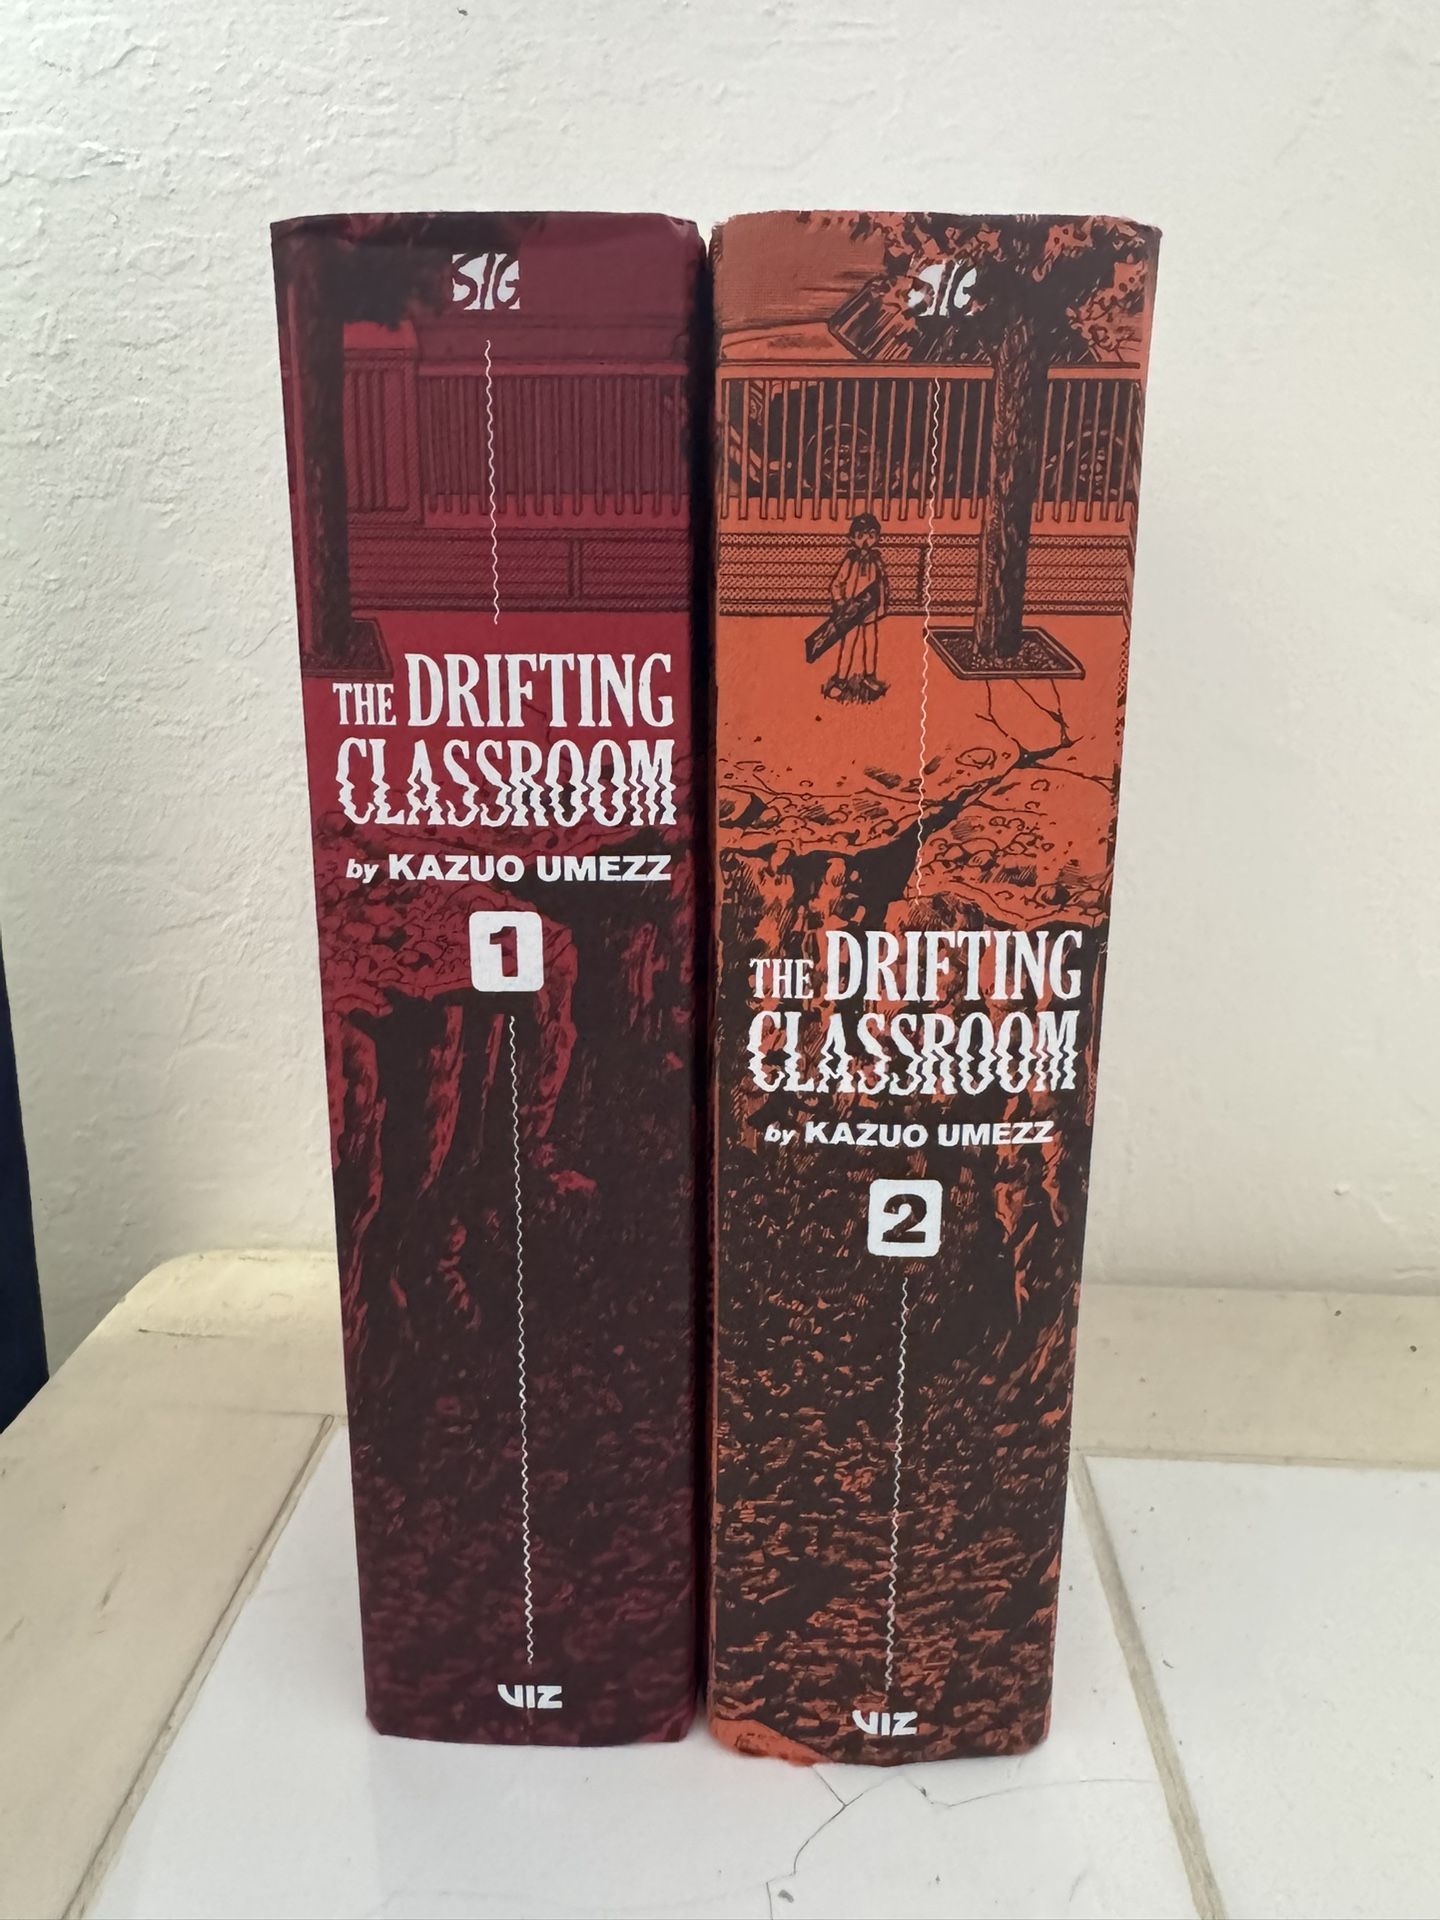 SIG
THE DRIFTING
CLASSROOM
by KAZUO UMEZZ
1
VIZ
SIG
THE DRIFTING
CLASSROOM
by KAZUO UMEZZ
2
VIZ